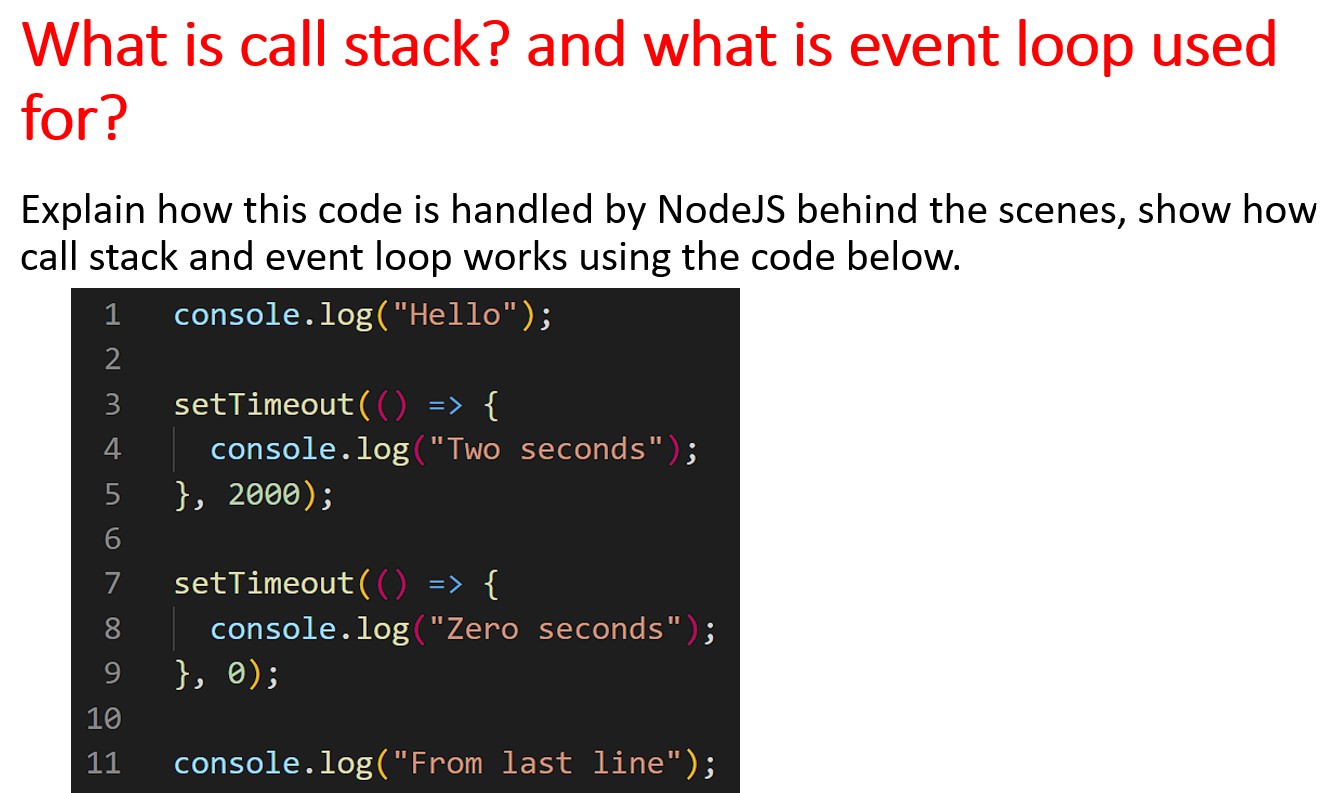 What is call stack? and what is event loop used
for?
Explain how this code is handled by NodeJS behind the scenes, show how
call stack and event loop works using the code below.
1 console.log("Hello");
2
3 setTimeout(() => {
4 console.log("Two seconds");
5 }, 2000);
6
7 setTimeout(() => {
8 console.log("Zero seconds");
9 }, 0);
10
11 console.log("From last line");